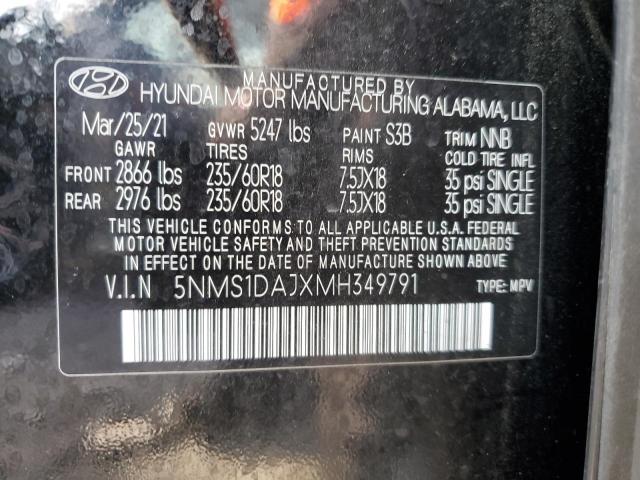 MANUFACTURED BY
HYUNDAI MOTOR MANUFACTURING ALABAMA, LLC
Mar/25/21 GVWR 5247 lbs PAINT S3B TRIM NNB
GAWR TIRES RIMS COLD TIRE INFL
FRONT 2866 lbs 235/60R18 7.5JX18 35 psi SINGLE
REAR 2976 lbs 235/60R18 7.5JX18 35 psi SINGLE
THIS VEHICLE CONFORMS TO ALL APPLICABLE U.S.A. FEDERAL
MOTOR VEHICLE SAFETY AND THEFT PREVENTION STANDARDS
IN EFFECT ON THE DATE OF MANUFACTURE SHOWN ABOVE
V.I.N 5NMS1DAJXMH349791 TYPE: MPV